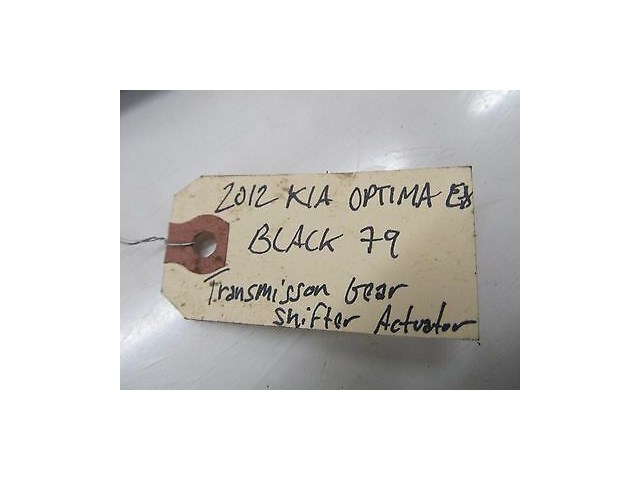 2012 KIA OPTIMA EX
BLACK 79
Transmisson Gear
Shifter Actuator